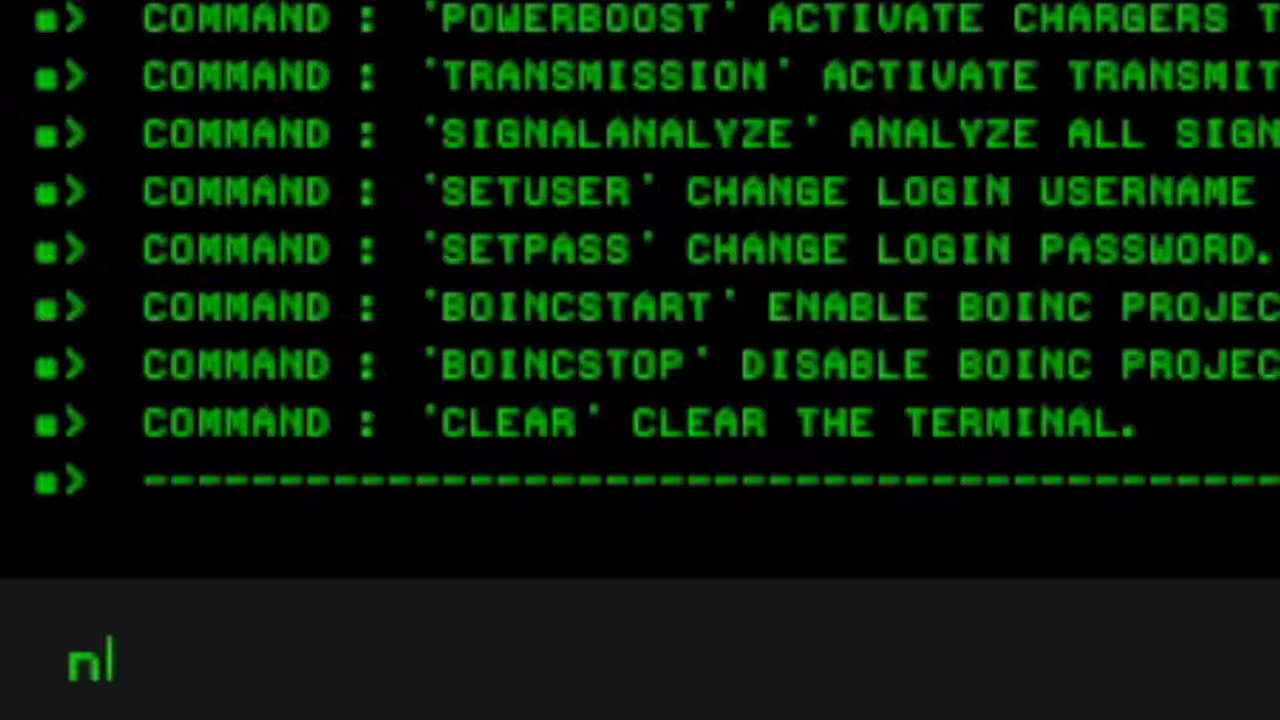 ■> COMMAND : 'POWERBOOST' ACTIVATE CHARGERS T
■> COMMAND : 'TRANSMISSION' ACTIVATE TRANSMIT
■> COMMAND : 'SIGNALANALYZE' ANALYZE ALL SIGN
■> COMMAND : 'SETUSER' CHANGE LOGIN USERNAME
■> COMMAND : 'SETPASS' CHANGE LOGIN PASSWORD.
■> COMMAND : 'BOINCSTART' ENABLE BOINC PROJEC
■> COMMAND : 'BOINCSTOP' DISABLE BOINC PROJEC
■> COMMAND : 'CLEAR' CLEAR THE TERMINAL.
■> ------------------------------------------
n